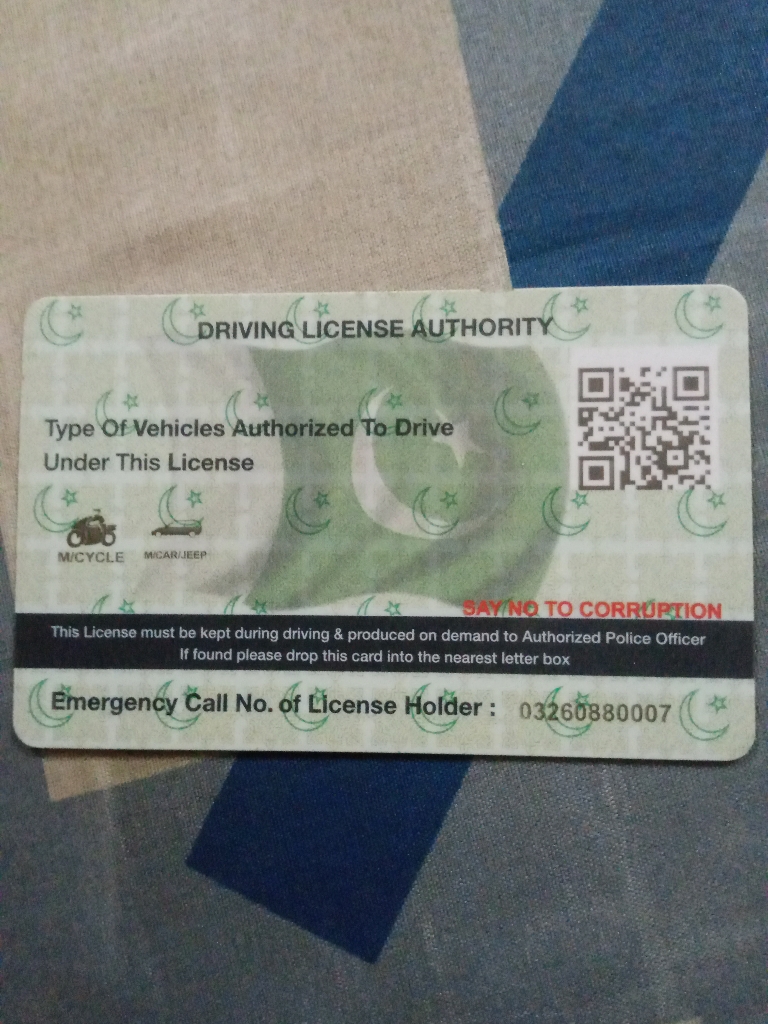 DRIVING LICENSE AUTHORITY
Type Of Vehicles Authorized To Drive
Under This License
M/CYCLE M/CAR/JEEP
SAY NO TO CORRUPTION
This License must be kept during driving & produced on demand to Authorized Police Officer
If found please drop this card into the nearest letter box
Emergency Call No. of License Holder : 03260880007